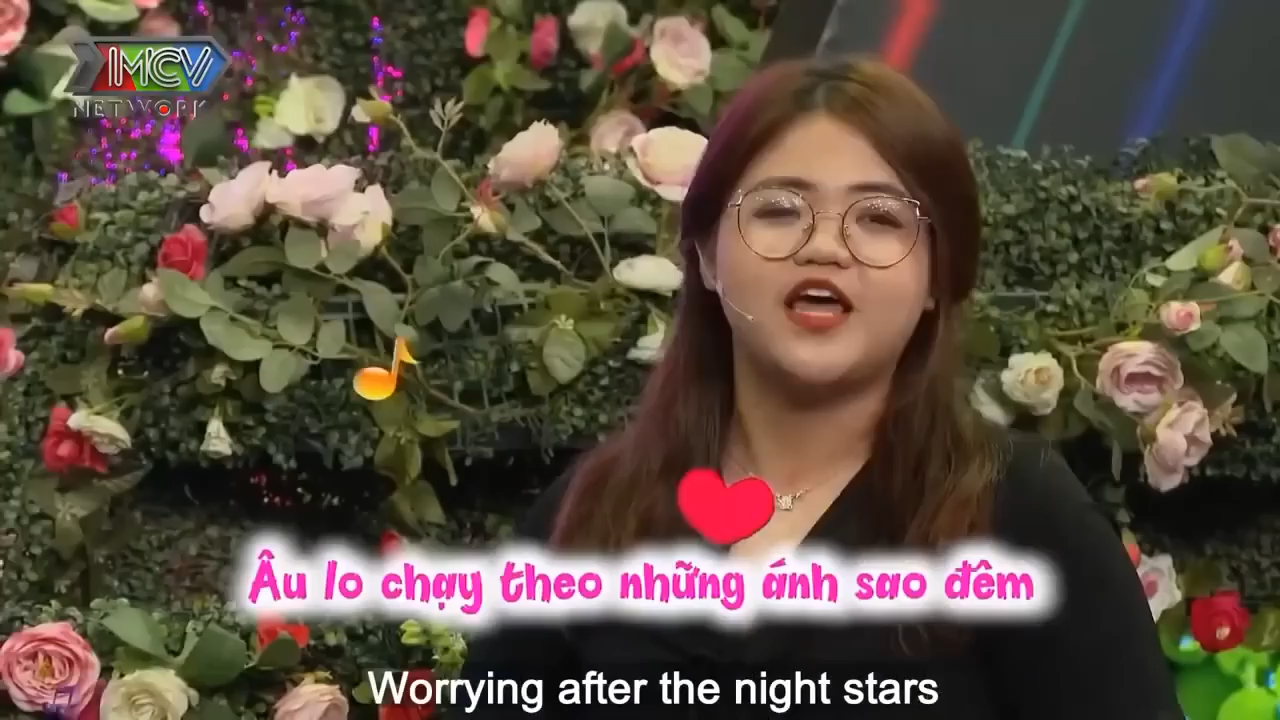 MCV
NETWORK
Âu lo chạy theo những ánh sao đêm
Worrying after the night stars